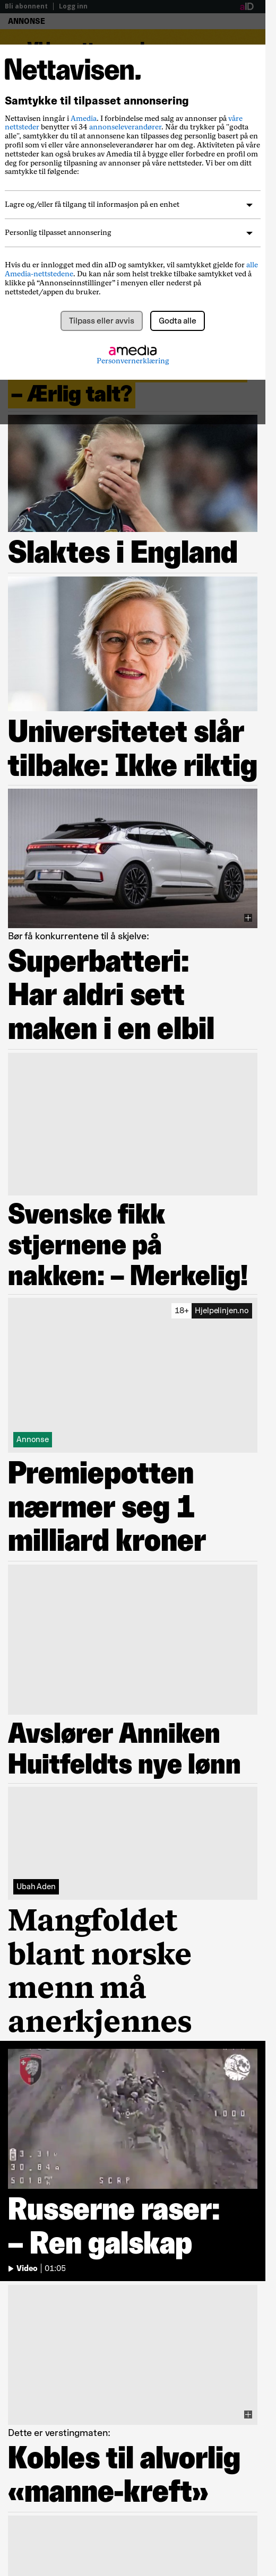 Bli abonnent | Logg inn
aID
ANNONSE
Nettavisen.
Samtykke til tilpasset annonsering
Nettavisen inngår i Amedia. I forbindelse med salg av annonser på våre
nettsteder benytter vi 34 annonseleverandører. Når du trykker på "godta
alle", samtykker du til at annonsene kan tilpasses deg personlig basert på en
profil som vi eller våre annonseleverandører har om deg. Aktiviteten på våre
nettsteder kan også brukes av Amedia til å bygge eller forbedre en profil om
deg for personlig tilpasning av annonser på våre nettsteder. Vi ber om ditt
samtykke til følgende:
Lagre og/eller få tilgang til informasjon på en enhet
Personlig tilpasset annonsering
Hvis du er innlogget med din aID og samtykker, vil samtykket gjelde for alle
Amedia-nettstedene. Du kan når som helst trekke tilbake samtykket ved å
klikke på “Annonseinnstillinger” i menyen eller nederst på
nettstedet/appen du bruker.
Tilpass eller avvis
Godta alle
amedia
Personvernerklæring
– Ærlig talt?
Slaktes i England
Universitetet slår
tilbake: Ikke riktig
Bør få konkurrentene til å skjelve:
Superbatteri:
Har aldri sett
maken i en elbil
Svenske fikk
stjernene på
nakken: – Merkelig!
18+ Hjelpelinjen.no
Annonse
Premiepotten
nærmer seg 1
milliard kroner
Avslører Anniken
Huitfeldts nye lønn
Ubah Aden
Mangfoldet
blant norske
menn må
anerkjennes
Russerne raser:
– Ren galskap
Video | 01:05
Dette er verstingmaten:
Kobles til alvorlig
«manne-kreft»